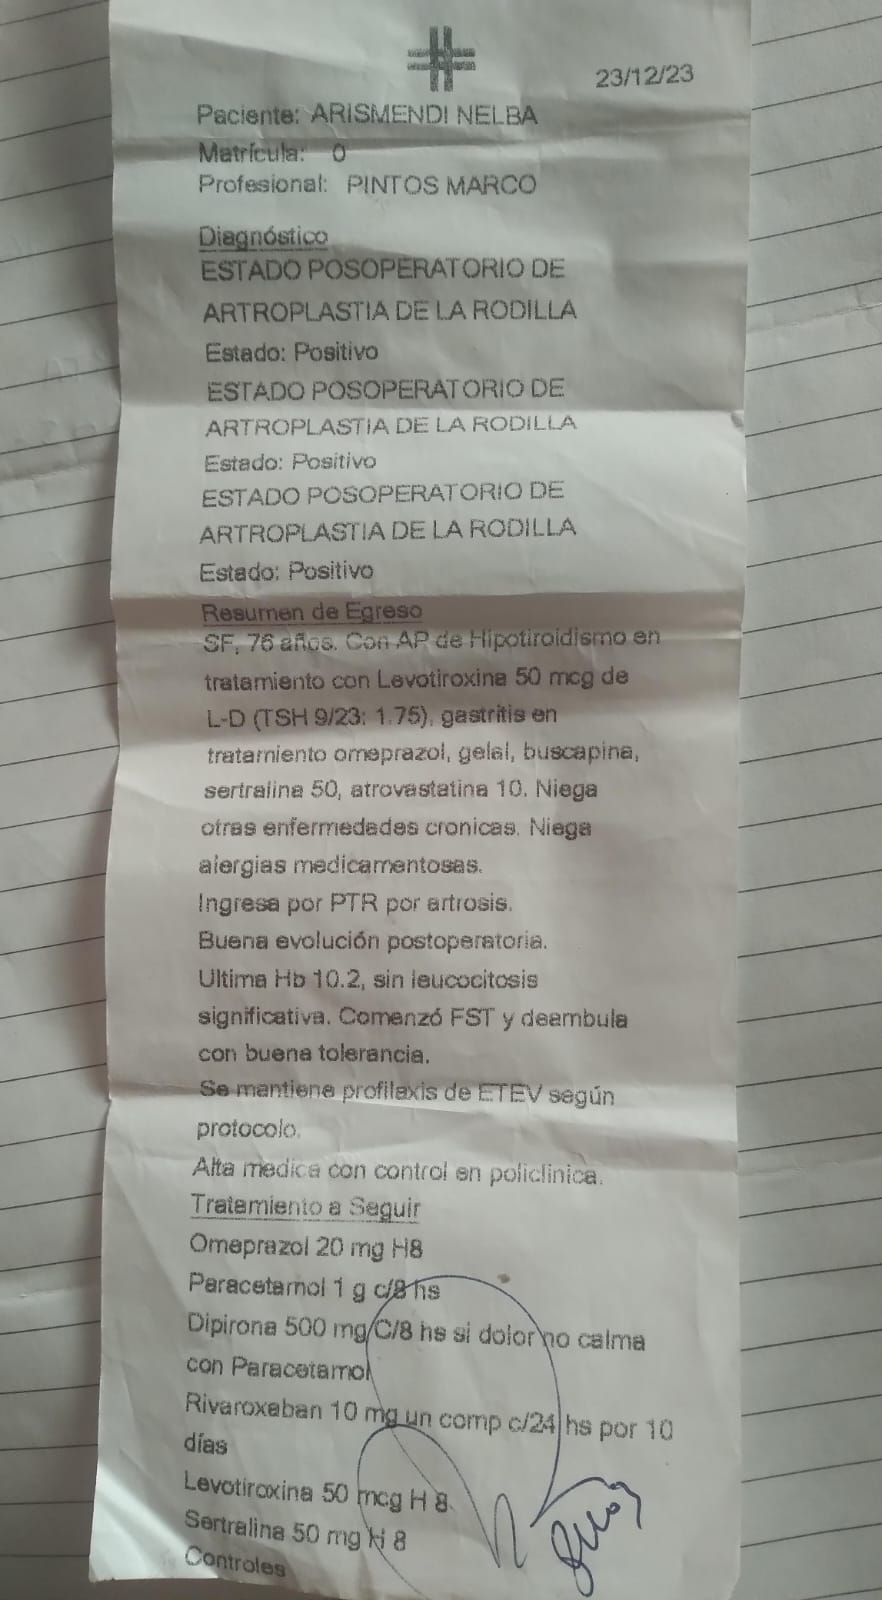 23/12/23
Paciente: ARISMENDI NELBA
Matrícula: 0
Profesional: PINTOS MARCO
Diagnóstico
ESTADO POSOPERATORIO DE
ARTROPLASTIA DE LA RODILLA
Estado: Positivo
ESTADO POSOPERATORIO DE
ARTROPLASTIA DE LA RODILLA
Estado: Positivo
ESTADO POSOPERATORIO DE
ARTROPLASTIA DE LA RODILLA
Estado: Positivo
Resumen de Egreso
SF, 76 años. Con AP de Hipotiroidismo en
tratamiento con Levotiroxina 50 mcg de
L-D (TSH 9/23: 1.75), gastritis en
tratamiento omeprazol, gelal, buscapina,
sertralina 50, atrovastatina 10. Niega
otras enfermedades cronicas. Niega
alergias medicamentosas.
Ingresa por PTR por artrosis.
Buena evolución postoperatoria.
Ultima Hb 10.2, sin leucocitosis
significativa. Comenzó FST y deambula
con buena tolerancia.
Se mantiene profilaxis de ETEV según
protocolo.
Alta medica con control en policlinica.
Tratamiento a Seguir
Omeprazol 20 mg H8
Paracetamol 1 g c/8 hs
Dipirona 500 mg C/8 hs si dolor no calma
con Paracetamol
Rivaroxaban 10 mg un comp c/24 hs por 10
días
Levotiroxina 50 mcg H 8.
Sertralina 50 mg H 8
Controles